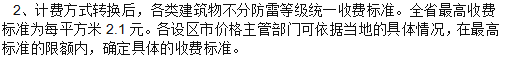 2、计费方式转换后，各类建筑物不分防雷等级统一收费标准。全省最高收费
标准为每平方米 2.1 元。各设区市价格主管部门可依据当地的具体情况，在最高
标准的限额内，确定具体的收费标准。